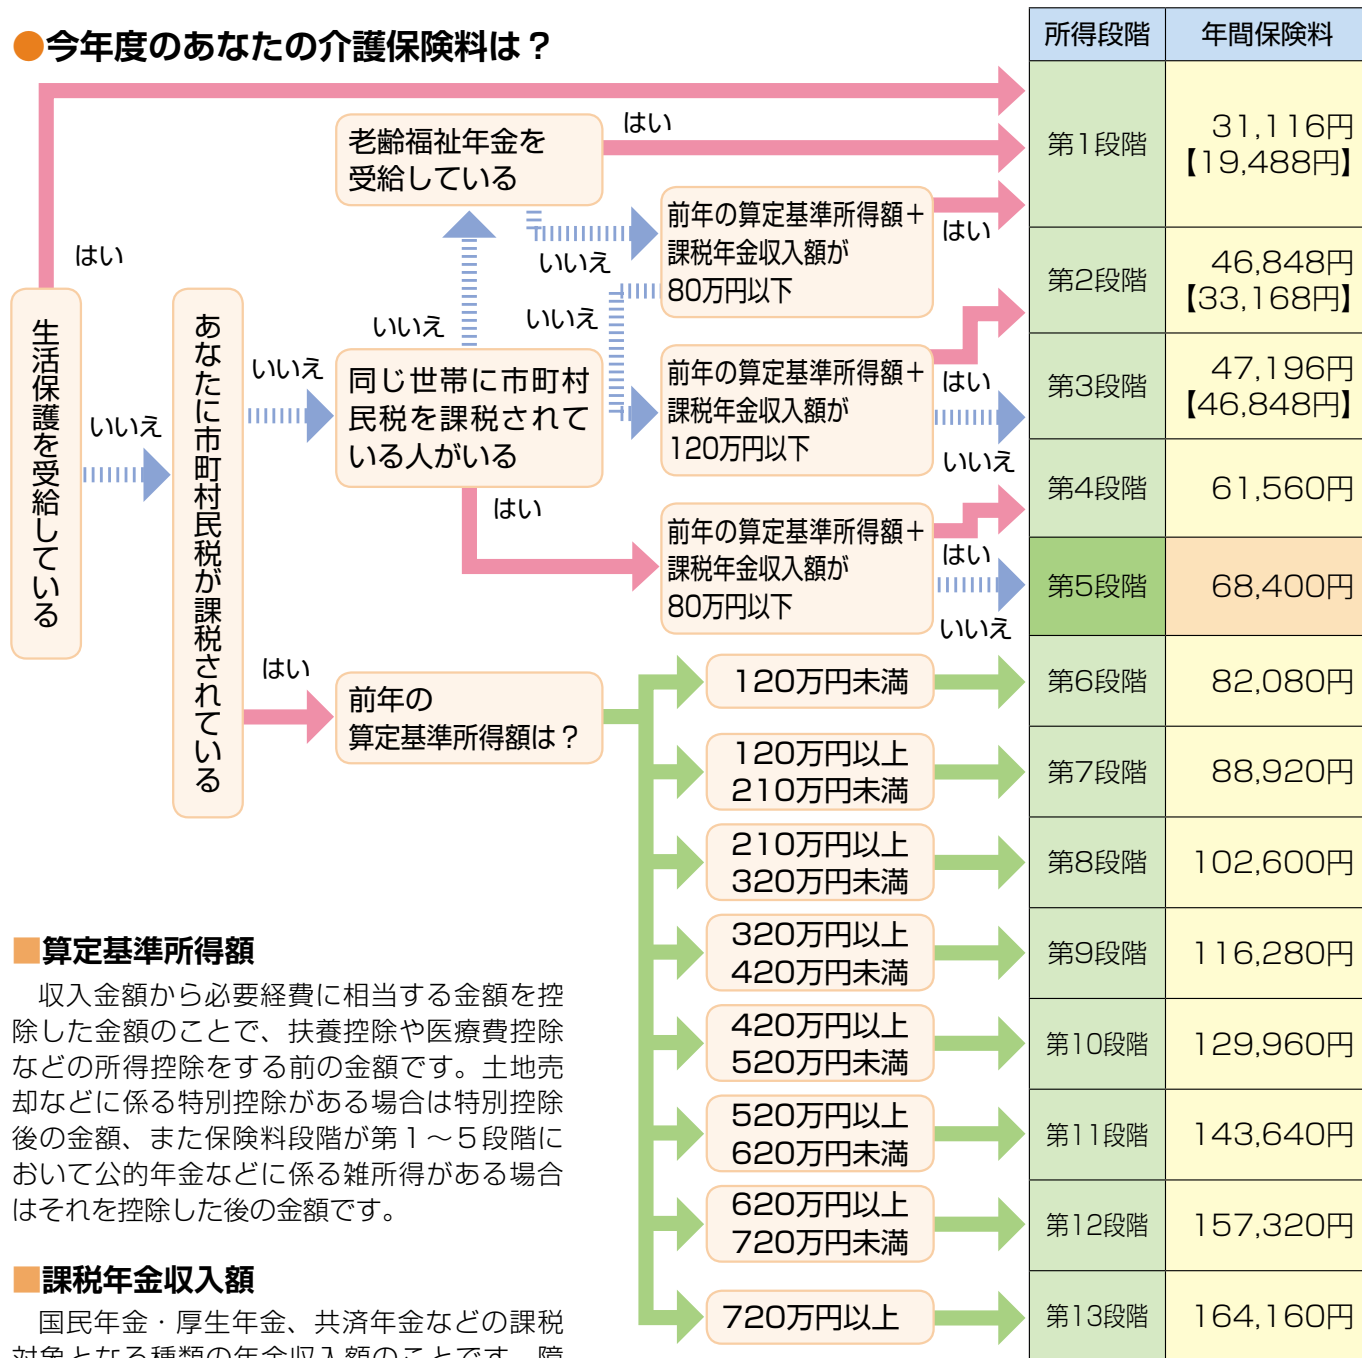 ●今年度のあなたの介護保険料は？
所得段階 年間保険料
はい
生活保護を受給している
いいえ
あなたに市町村民税が課税されている
いいえ
はい
同じ世帯に市町村
民税を課税されて
いる人がいる
いいえ
はい
老齢福祉年金を
受給している
はい
いいえ
前年の算定基準所得額＋
課税年金収入額が
80万円以下
はい
いいえ
前年の算定基準所得額＋
課税年金収入額が
120万円以下
はい
いいえ
前年の算定基準所得額＋
課税年金収入額が
80万円以下
はい
いいえ
前年の
算定基準所得額は？
120万円未満
120万円以上
210万円未満
210万円以上
320万円未満
320万円以上
420万円未満
420万円以上
520万円未満
520万円以上
620万円未満
620万円以上
720万円未満
720万円以上
第1段階 31,116円
【19,488円】
第2段階 46,848円
【33,168円】
第3段階 47,196円
【46,848円】
第4段階 61,560円
第5段階 68,400円
第6段階 82,080円
第7段階 88,920円
第8段階 102,600円
第9段階 116,280円
第10段階 129,960円
第11段階 143,640円
第12段階 157,320円
第13段階 164,160円
■算定基準所得額
収入金額から必要経費に相当する金額を控
除した金額のことで、扶養控除や医療費控除
などの所得控除をする前の金額です。土地売
却などに係る特別控除がある場合は特別控除
後の金額、また保険料段階が第１～５段階に
おいて公的年金などに係る雑所得がある場合
はそれを控除した後の金額です。
■課税年金収入額
国民年金・厚生年金、共済年金などの課税
対象となる種類の年金収入額のことです。障